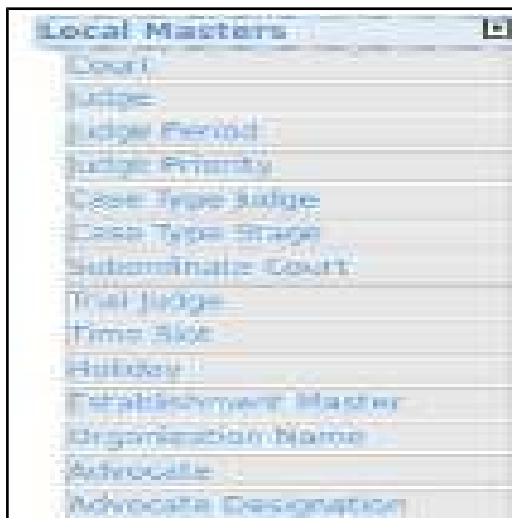 Local Masters
Court
Judge
Judge Period
Judge Priority
Case Type Judge
Case Type Stage
Subordinate Court
Trial Judge
Time Slot
Holiday
Establishment Master
Organization Name
Advocate
Advocate Designation